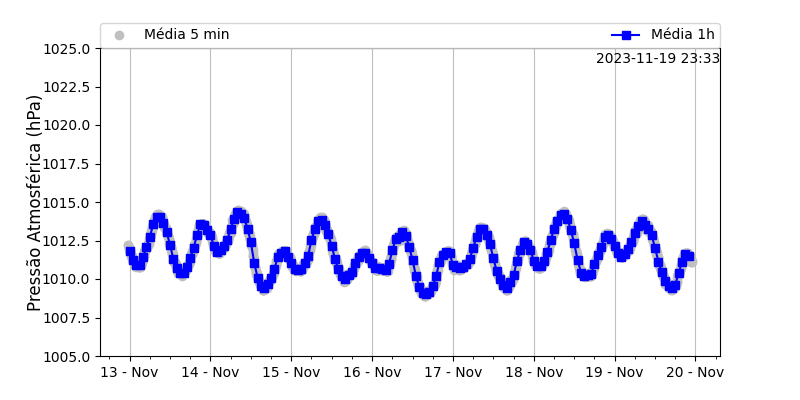 Média 5 min
Média 1h
2023-11-19 23:33
Pressão Atmosférica (hPa)
1025.0
1022.5
1020.0
1017.5
1015.0
1012.5
1010.0
1007.5
1005.0
13 - Nov
14 - Nov
15 - Nov
16 - Nov
17 - Nov
18 - Nov
19 - Nov
20 - Nov